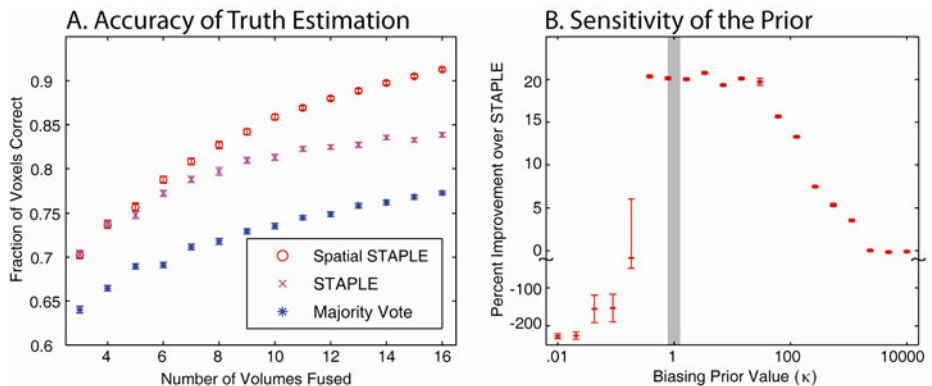 A. Accuracy of Truth Estimation
Fraction of Voxels Correct
0.9
0.85
0.8
0.75
0.7
0.65
0.6
Spatial STAPLE
STAPLE
Majority Vote
4 6 8 10 12 14 16
Number of Volumes Fused
B. Sensitivity of the Prior
Percent Improvement over STAPLE
20
15
10
5
0
-100
-200
.01 1 100 10000
Biasing Prior Value (κ)